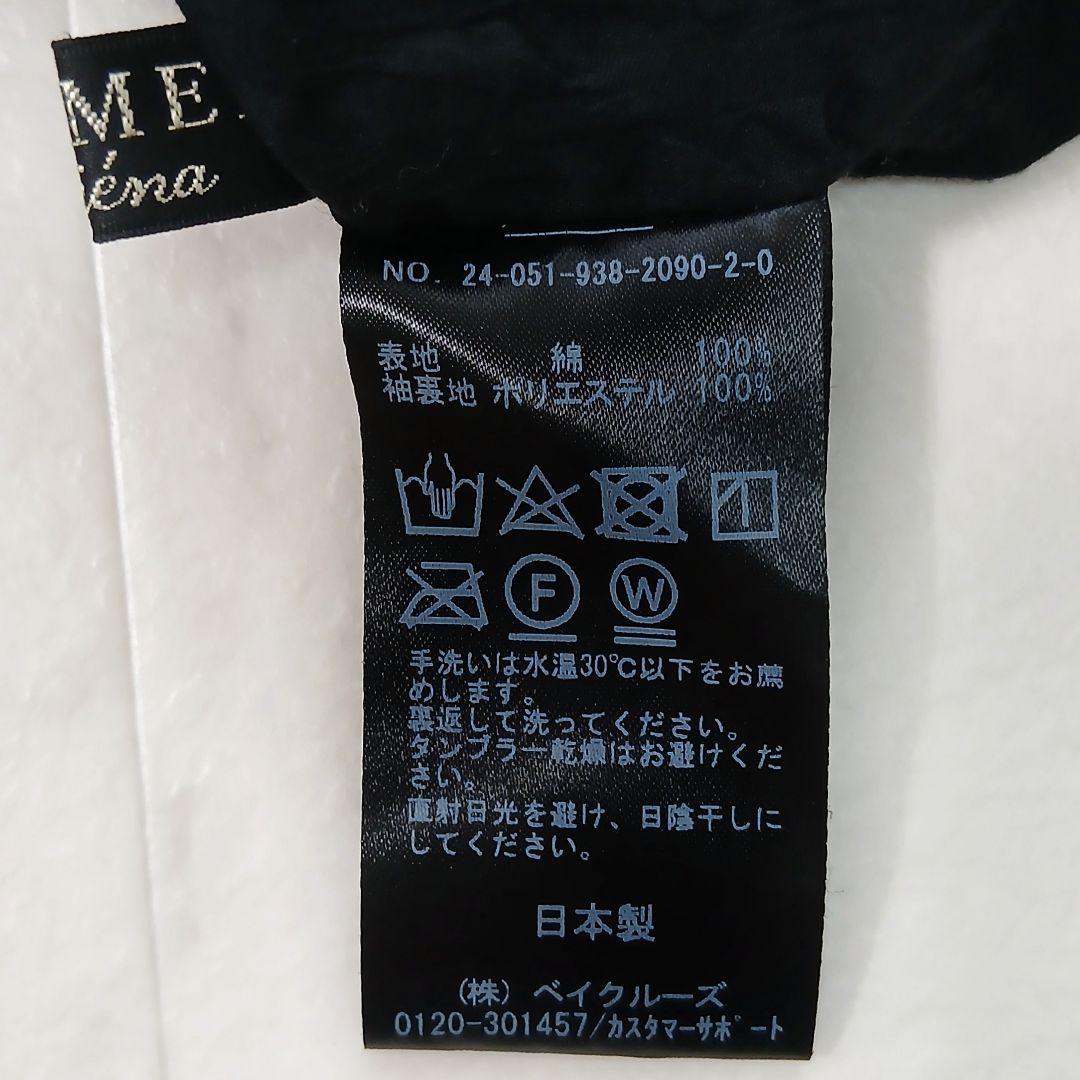 ME
iéna
NO. 24-051-938-2090-2-0
表地 綿 100%
袖裏地 ポリエステル 100%
F
W
手洗いは水温30℃以下をお薦
めします。
裏返して洗ってください。
タンブラー乾燥はお避けくだ
さい。
直射日光を避け、日陰干しに
してください。
日本製
(株) ベイクルーズ
0120-301457/カスタマーサポート